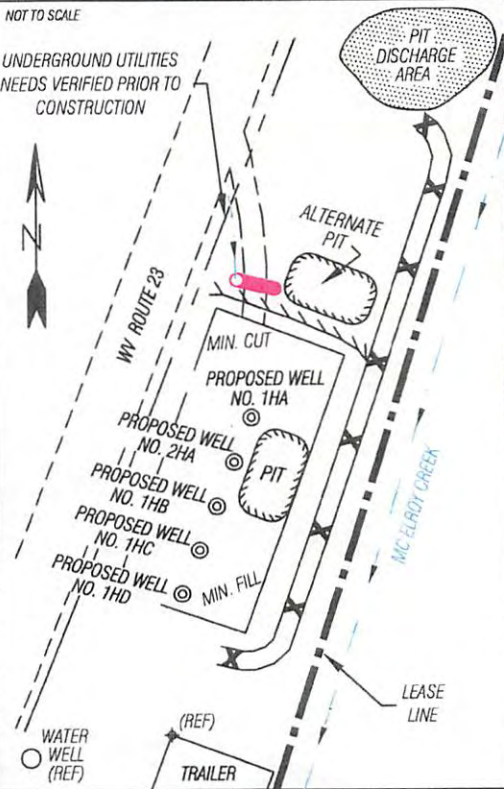 NOT TO SCALE
UNDERGROUND UTILITIES
NEEDS VERIFIED PRIOR TO
CONSTRUCTION
PIT
DISCHARGE
AREA
N
ALTERNATE
PIT
WV ROUTE 23
MIN. CUT
PROPOSED WELL
NO. 1HA
PROPOSED WELL
NO. 2HA
PIT
PROPOSED WELL
NO. 1HB
PROPOSED WELL
NO. 1HC
PROPOSED WELL
NO. 1HD
MIN. FILL
MC ELROY CREEK
LEASE
LINE
WATER
WELL
(REF)
(REF)
TRAILER